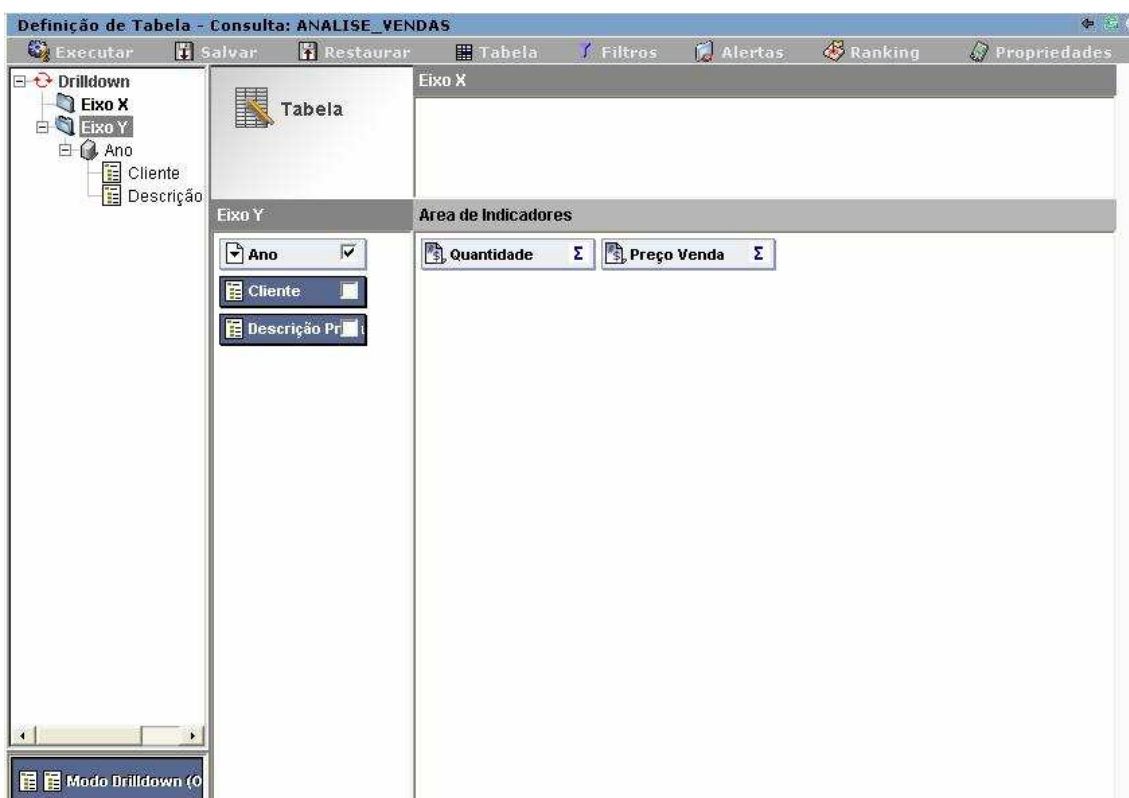 Definição de Tabela - Consulta: ANALISE_VENDAS
Executar Salvar Restaurar Tabela Filtros Alertas Ranking Propriedades
Drilldown
Eixo X
Eixo Y
Ano
Cliente
Descrição
Tabela
Eixo X
Eixo Y
Area de Indicadores
Ano
Cliente
Descrição Pr
Quantidade Σ
Preço Venda Σ
Modo Drilldown (O